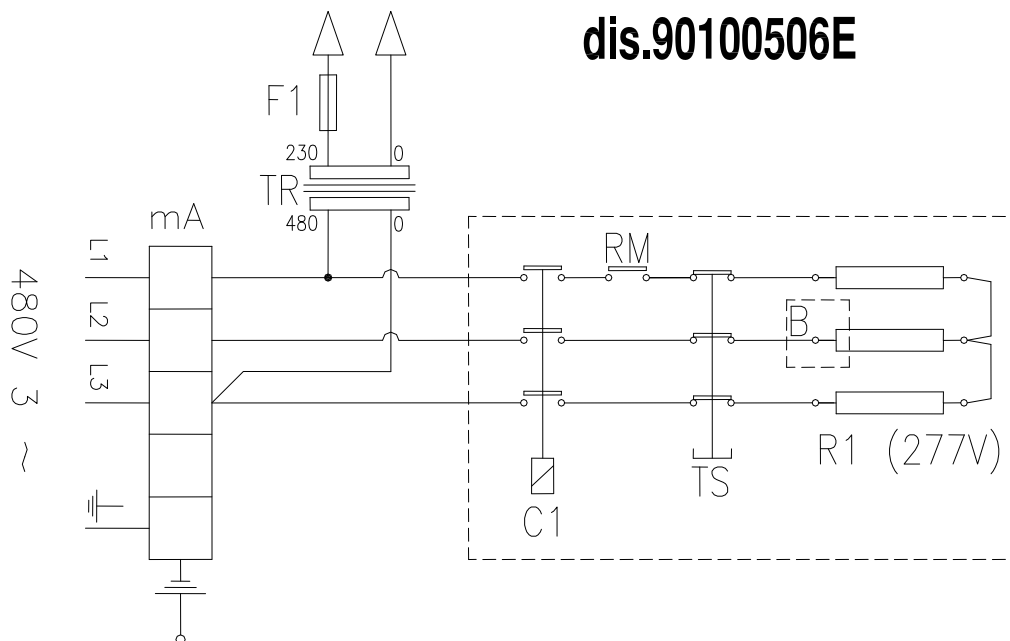 dis.90100506E
F1
230 0
TR
480 0
mA
RM
L1
L2
B
L3
480V 3 ~
R1 (277V)
TS
C1